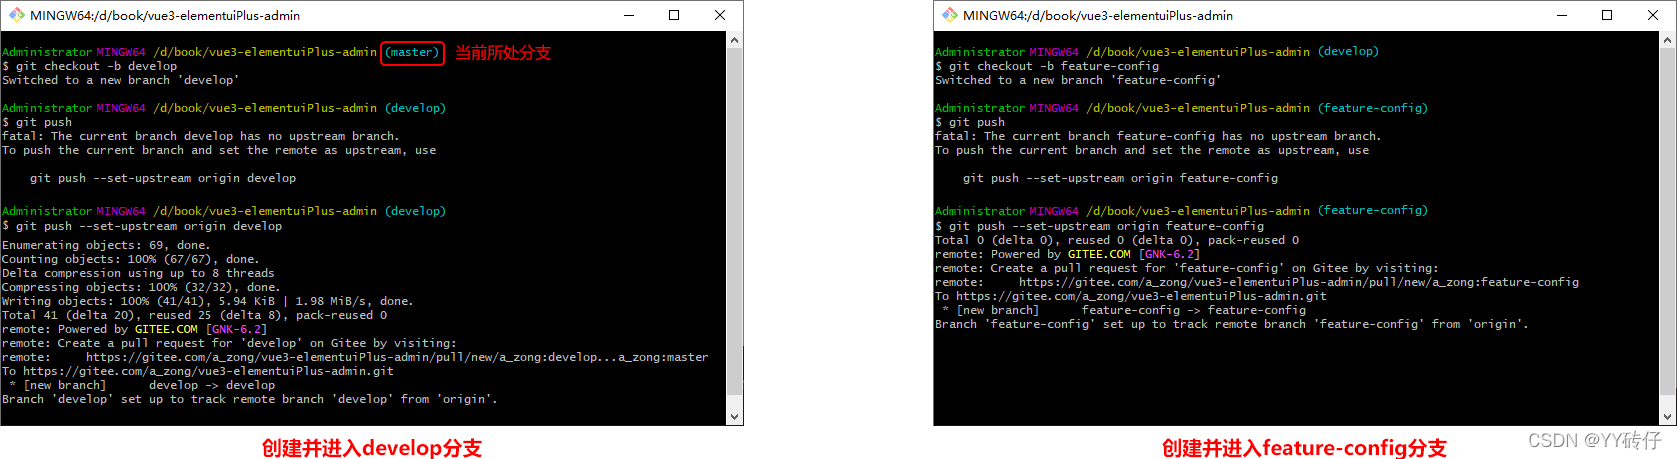 MINGW64:/d/book/vue3-elementuiPlus-admin
Administrator MINGW64 /d/book/vue3-elementuiPlus-admin (master) 当前所处分支
$ git checkout -b develop
Switched to a new branch 'develop'
Administrator MINGW64 /d/book/vue3-elementuiPlus-admin (develop)
$ git push
fatal: The current branch develop has no upstream branch.
To push the current branch and set the remote as upstream, use
git push --set-upstream origin develop
Administrator MINGW64 /d/book/vue3-elementuiPlus-admin (develop)
$ git push --set-upstream origin develop
Enumerating objects: 69, done.
Counting objects: 100% (67/67), done.
Delta compression using up to 8 threads
Compressing objects: 100% (32/32), done.
Writing objects: 100% (41/41), 5.94 KiB | 1.98 MiB/s, done.
Total 41 (delta 20), reused 25 (delta 8), pack-reused 0
remote: Powered by GITEE.COM [GNK-6.2]
remote: Create a pull request for 'develop' on Gitee by visiting:
remote:     https://gitee.com/a_zong/vue3-elementuiPlus-admin/pull/new/a_zong:develop...a_zong:master
To https://gitee.com/a_zong/vue3-elementuiPlus-admin.git
* [new branch]      develop -> develop
Branch 'develop' set up to track remote branch 'develop' from 'origin'.
创建并进入develop分支
MINGW64:/d/book/vue3-elementuiPlus-admin
Administrator MINGW64 /d/book/vue3-elementuiPlus-admin (develop)
$ git checkout -b feature-config
Switched to a new branch 'feature-config'
Administrator MINGW64 /d/book/vue3-elementuiPlus-admin (feature-config)
$ git push
fatal: The current branch feature-config has no upstream branch.
To push the current branch and set the remote as upstream, use
git push --set-upstream origin feature-config
Administrator MINGW64 /d/book/vue3-elementuiPlus-admin (feature-config)
$ git push --set-upstream origin feature-config
Total 0 (delta 0), reused 0 (delta 0), pack-reused 0
remote: Powered by GITEE.COM [GNK-6.2]
remote: Create a pull request for 'feature-config' on Gitee by visiting:
remote:     https://gitee.com/a_zong/vue3-elementuiPlus-admin/pull/new/a_zong:feature-config
To https://gitee.com/a_zong/vue3-elementuiPlus-admin.git
* [new branch]      feature-config -> feature-config
Branch 'feature-config' set up to track remote branch 'feature-config' from 'origin'.
创建并进入feature-config分支
CSDN @YY砖仔